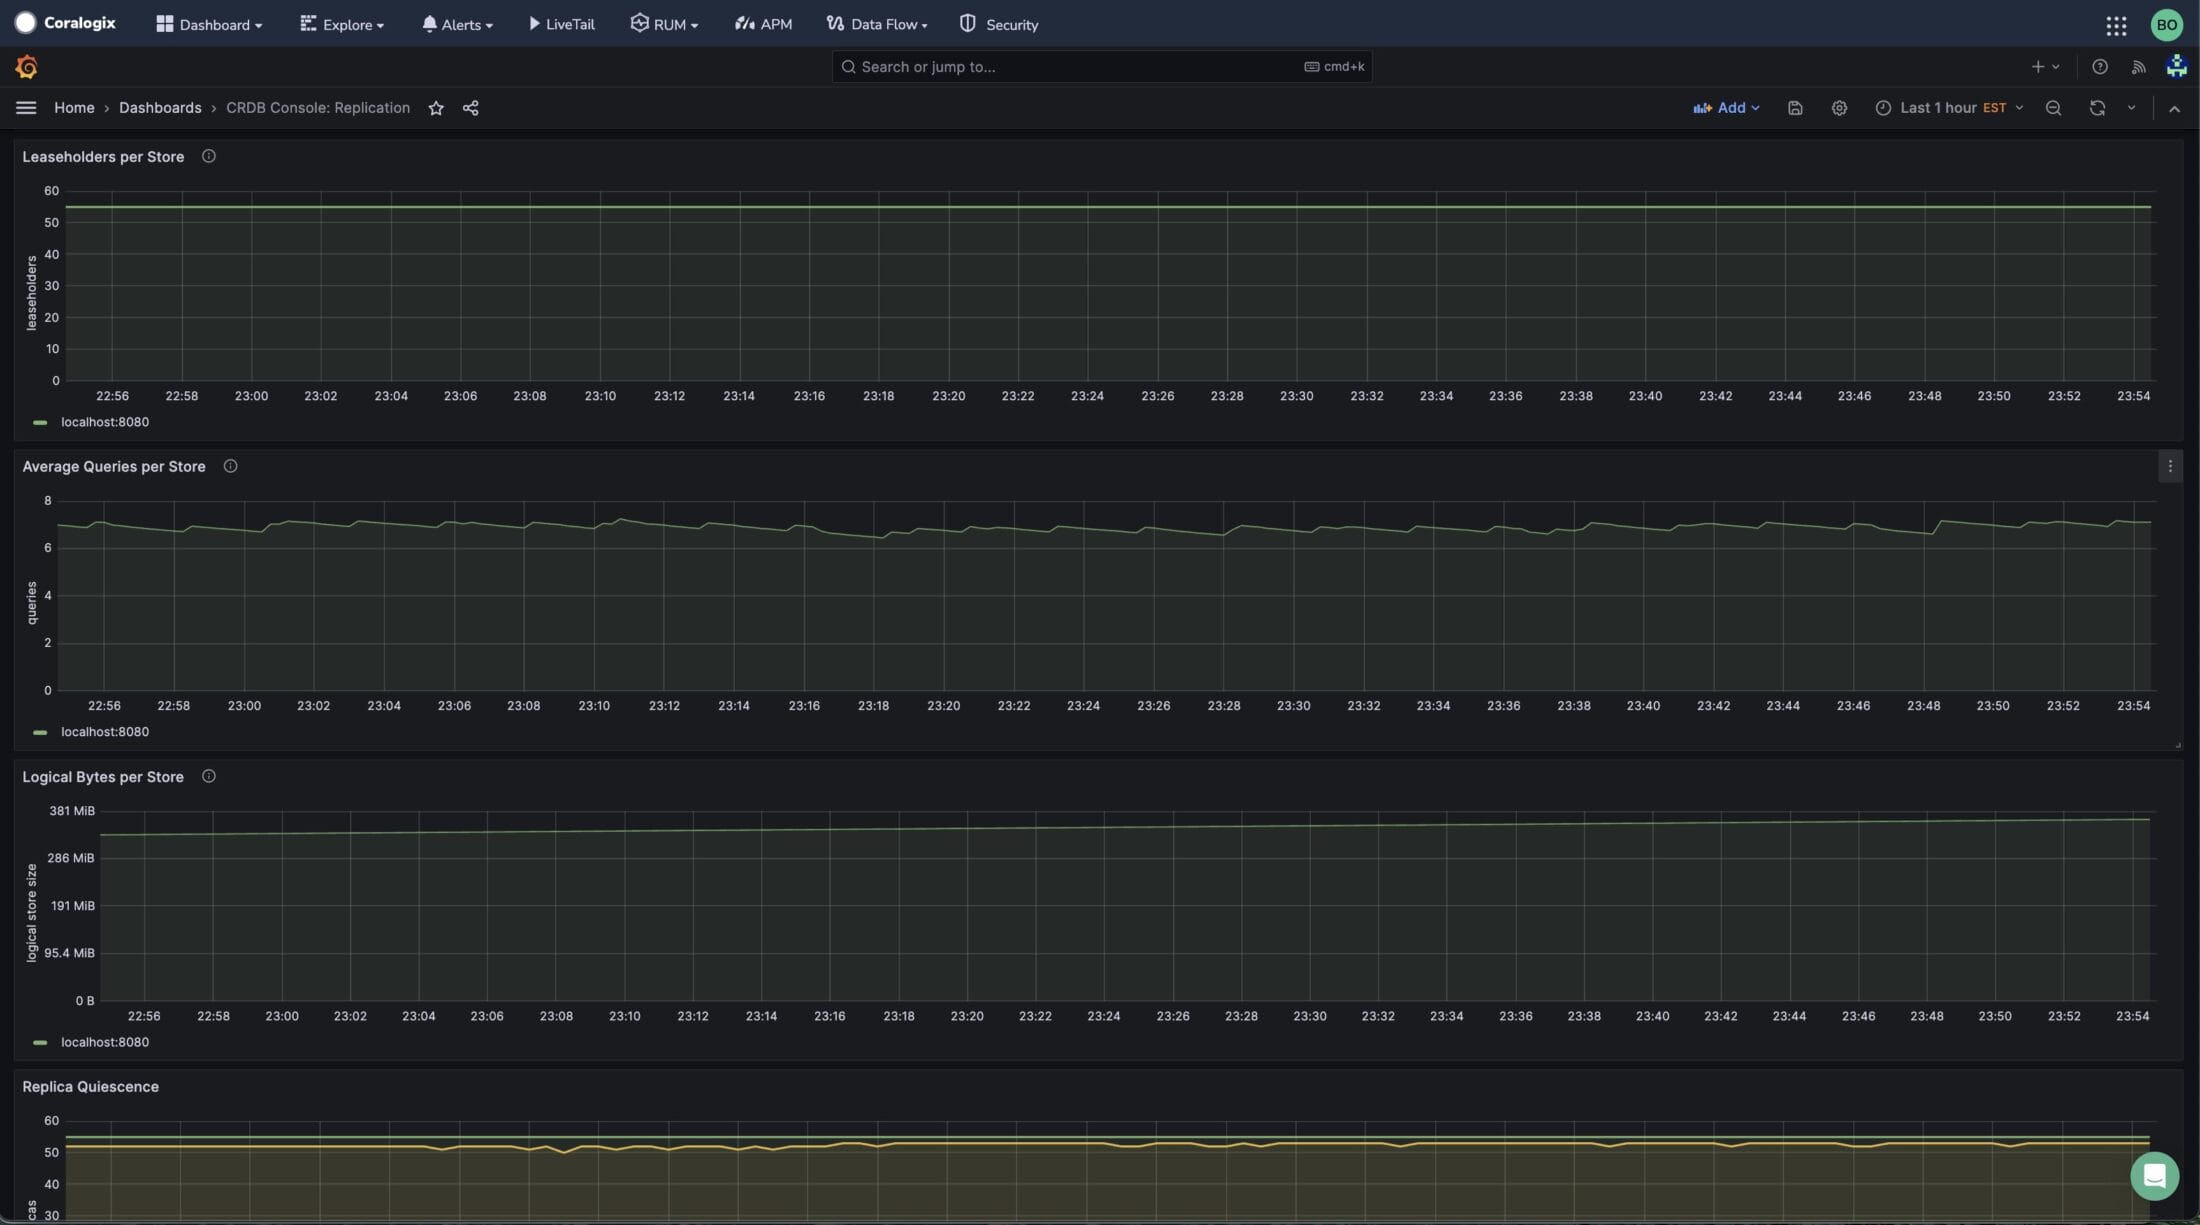 Coralogix Dashboard Explore Alerts LiveTail RUM APM Data Flow Security BO
Search or jump to... cmd+k
Home › Dashboards › CRDB Console: Replication Add Last 1 hour EST
Leaseholders per Store
60
50
40
30
20
10
0
leaseholders
22:56 22:58 23:00 23:02 23:04 23:06 23:08 23:10 23:12 23:14 23:16 23:18 23:20 23:22 23:24 23:26 23:28 23:30 23:32 23:34 23:36 23:38 23:40 23:42 23:44 23:46 23:48 23:50 23:52 23:54
localhost:8080
Average Queries per Store
8
6
4
2
0
queries
22:56 22:58 23:00 23:02 23:04 23:06 23:08 23:10 23:12 23:14 23:16 23:18 23:20 23:22 23:24 23:26 23:28 23:30 23:32 23:34 23:36 23:38 23:40 23:42 23:44 23:46 23:48 23:50 23:52 23:54
localhost:8080
Logical Bytes per Store
381 MiB
286 MiB
191 MiB
95.4 MiB
0 B
logical store size
22:56 22:58 23:00 23:02 23:04 23:06 23:08 23:10 23:12 23:14 23:16 23:18 23:20 23:22 23:24 23:26 23:28 23:30 23:32 23:34 23:36 23:38 23:40 23:42 23:44 23:46 23:48 23:50 23:52 23:54
localhost:8080
Replica Quiescence
60
50
40
30
cas